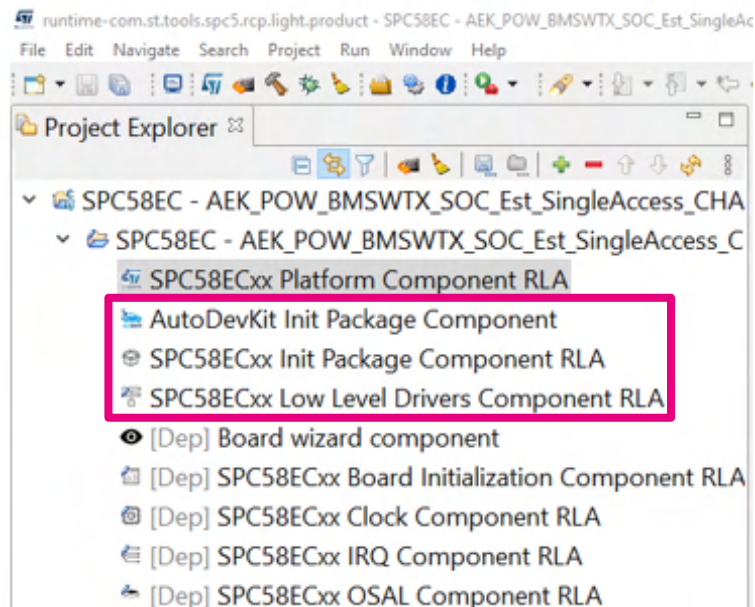 runtime-com.st.tools.spc5.rcp.light.product - SPC58EC - AEK_POW_BMSWTX_SOC_Est_SingleAc
File Edit Navigate Search Project Run Window Help
Project Explorer
SPC58EC - AEK_POW_BMSWTX_SOC_Est_SingleAccess_CHA
SPC58EC - AEK_POW_BMSWTX_SOC_Est_SingleAccess_C
SPC58ECxx Platform Component RLA
AutoDevKit Init Package Component
SPC58ECxx Init Package Component RLA
SPC58ECxx Low Level Drivers Component RLA
[Dep] Board wizard component
[Dep] SPC58ECxx Board Initialization Component RLA
[Dep] SPC58ECxx Clock Component RLA
[Dep] SPC58ECxx IRQ Component RLA
[Dep] SPC58ECxx OSAL Component RLA